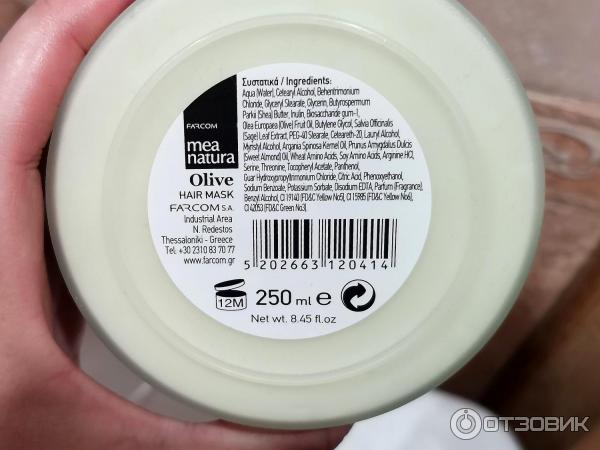 FARCOM
mea
natura
Olive
HAIR MASK
FARCOM S.A.
Industrial Area
N. Redestos
Thessaloniki - Greece
Tel. +30 2310 83 70 77
www.farcom.gr
Συστατικά / Ingredients:
Aqua (Water), Cetearyl Alcohol, Behentrimonium
Chloride, Glyceryl Stearate, Glycerin, Butyrospermum
Parkii (Shea) Butter, Inulin, Biosaccharide gum-1,
Olea Europaea (Olive) Fruit Oil, Butylene Glycol, Salvia Officinalis
(Sage) Leaf Extract, PEG-40 Stearate, Ceteareth-20, Lauryl Alcohol,
Myristyl Alcohol, Argania Spinosa Kernel Oil, Prunus Amygdalus Dulcis
(Sweet Almond) Oil, Wheat Amino Acids, Soy Amino Acids, Arginine HCl,
Serine, Threonine, Tocopheryl Acetate, Panthenol,
Guar Hydroxypropyltrimonium Chloride, Citric Acid, Phenoxyethanol,
Sodium Benzoate, Potassium Sorbate, Disodium EDTA, Parfum (Fragrance),
Benzyl Alcohol, CI 19140 (FD&C Yellow No5), CI 15985 (FD&C Yellow No6),
CI 42053 (FD&C Green No3).
5 202663 120414
12M 250 ml e
Net wt. 8.45 fl.oz
ОТЗОВИК